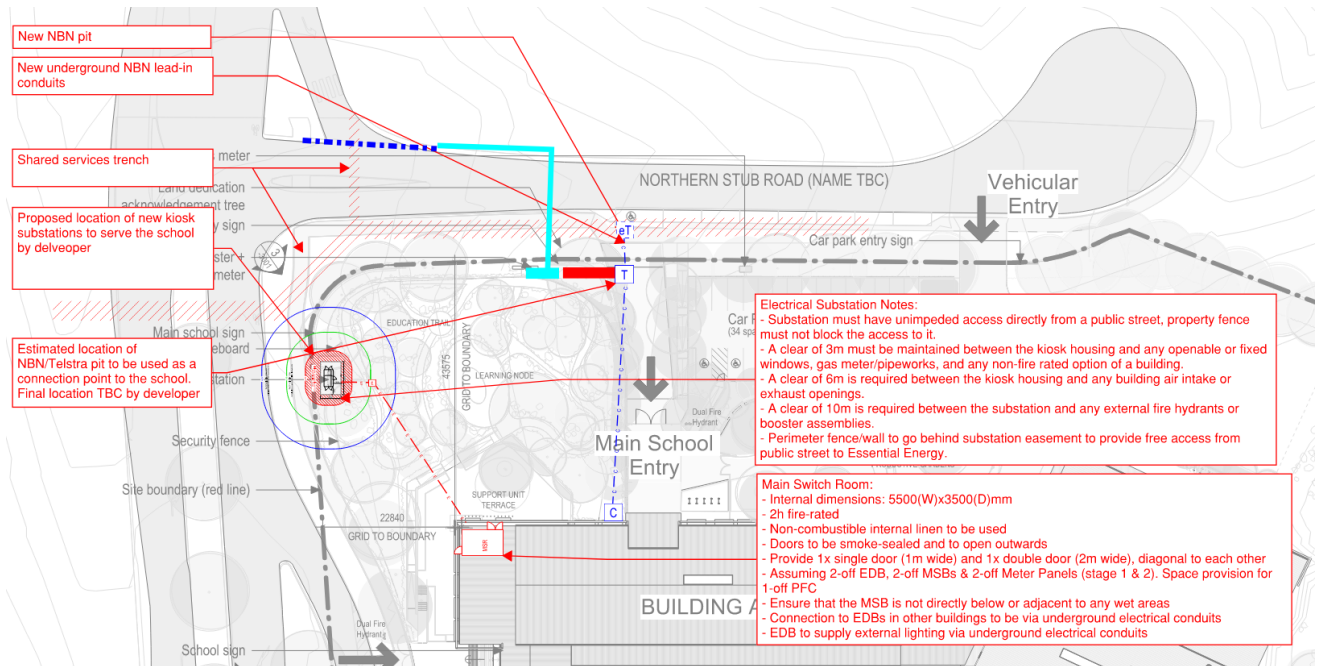 New NBN pit
New underground NBN lead-in
conduits
Shared services trench
meter
Land dedication
acknowledgement tree
y sign
ster +
meter
Proposed location of new kiosk
substations to serve the school
by delveoper
NORTHERN STUB ROAD (NAME TBC)
Vehicular
Entry
Car park entry sign
eT
T
Main school sign
eboard
station
EDUCATION TRAIL
LEARNING NODE
43575
GRID TO BOUNDARY
Estimated location of
NBN/Telstra pit to be used as a
connection point to the school.
Final location TBC by developer
Security fence
Site boundary (red line)
Car P
(34 spa
Dual Fire
Hydrant
Main School
Entry
Electrical Substation Notes:
- Substation must have unimpeded access directly from a public street, property fence
must not block the access to it.
- A clear of 3m must be maintained between the kiosk housing and any openable or fixed
windows, gas meter/pipeworks, and any non-fire rated option of a building.
- A clear of 6m is required between the kiosk housing and any building air intake or
exhaust openings.
- A clear of 10m is required between the substation and any external fire hydrants or
booster assemblies.
- Perimeter fence/wall to go behind substation easement to provide free access from
public street to Essential Energy.
SUPPORT UNIT
TERRACE
22840
GRID TO BOUNDARY
C
MSR
Main Switch Room:
- Internal dimensions: 5500(W)x3500(D)mm
- 2h fire-rated
- Non-combustible internal linen to be used
- Doors to be smoke-sealed and to open outwards
- Provide 1x single door (1m wide) and 1x double door (2m wide), diagonal to each other
- Assuming 2-off EDB, 2-off MSBs & 2-off Meter Panels (stage 1 & 2). Space provision for
1-off PFC
- Ensure that the MSB is not directly below or adjacent to any wet areas
- Connection to EDBs in other buildings to be via underground electrical conduits
- EDB to supply external lighting via underground electrical conduits
BUILDING A
Dual Fire
Hydrant
School sign